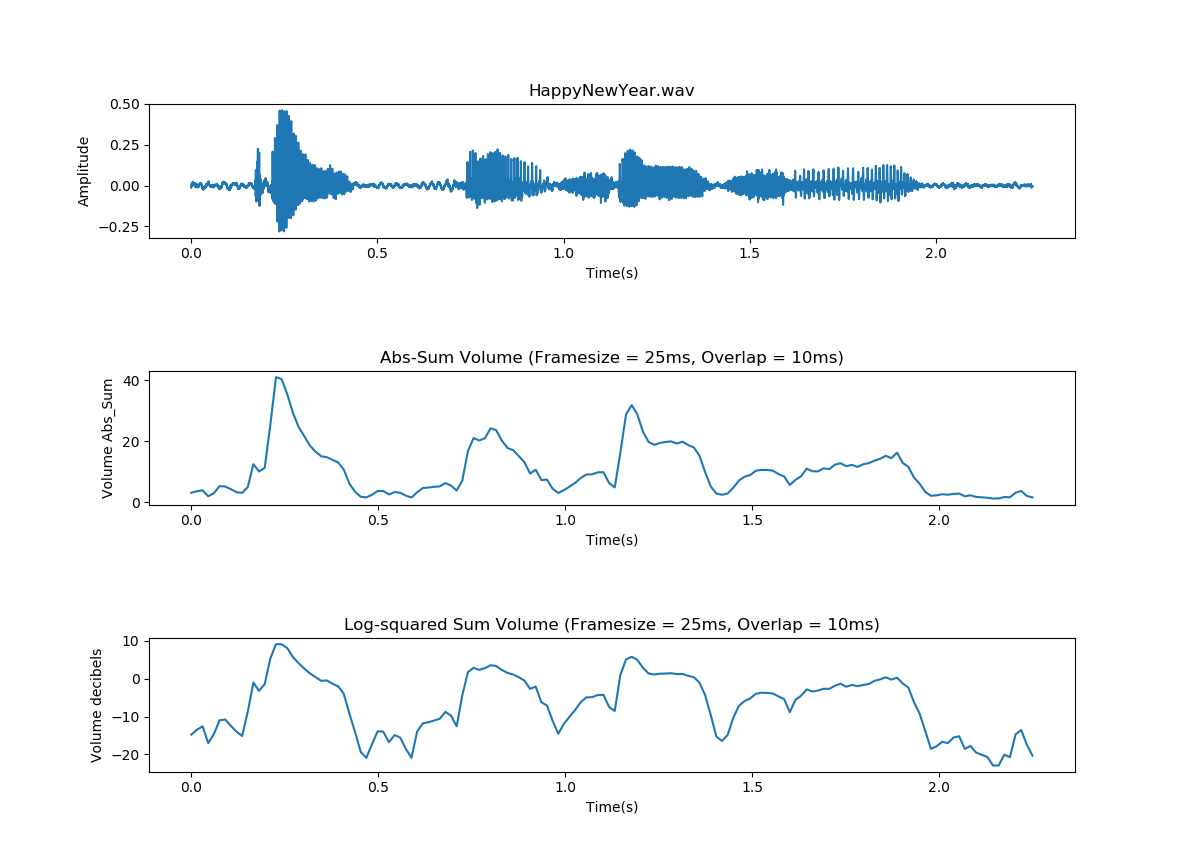 HappyNewYear.wav
0.50
0.25
0.00
−0.25
Amplitude
0.0 0.5 1.0 1.5 2.0
Time(s)
Abs-Sum Volume (Framesize = 25ms, Overlap = 10ms)
40
20
0
Volume Abs_Sum
0.0 0.5 1.0 1.5 2.0
Time(s)
Log-squared Sum Volume (Framesize = 25ms, Overlap = 10ms)
10
0
−10
−20
Volume decibels
0.0 0.5 1.0 1.5 2.0
Time(s)